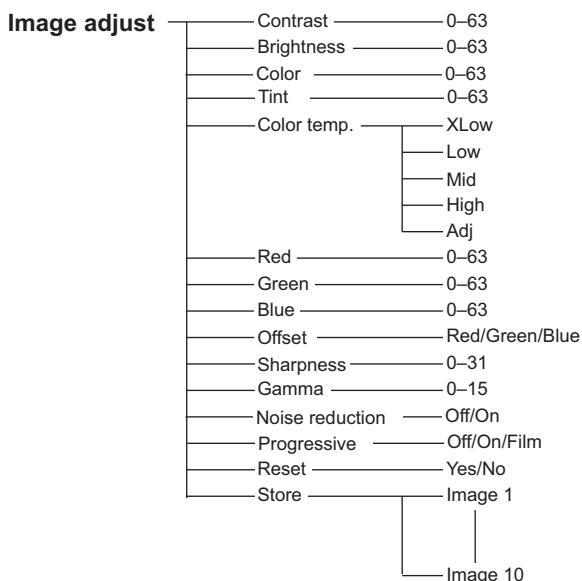 Image adjust
Contrast 0–63
Brightness 0–63
Color 0–63
Tint 0–63
Color temp. XLow
Low
Mid
High
Adj
Red 0–63
Green 0–63
Blue 0–63
Offset Red/Green/Blue
Sharpness 0–31
Gamma 0–15
Noise reduction Off/On
Progressive Off/On/Film
Reset Yes/No
Store Image 1
Image 10